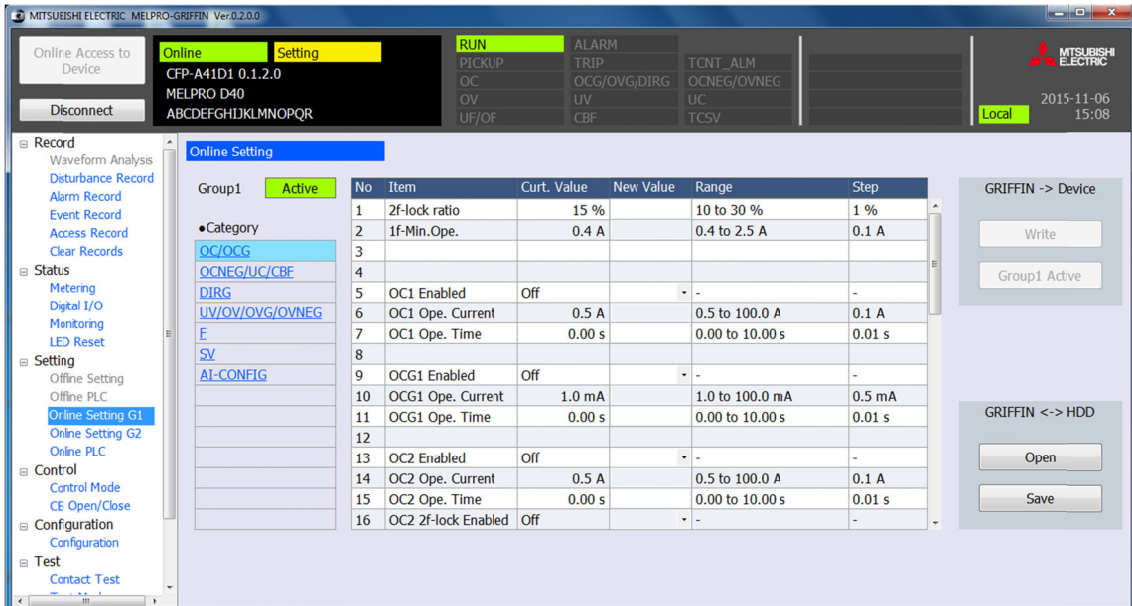 MITSUBISHI ELECTRIC MELPRO-GRIFFIN Ver.0.2.0.0
Online Access to
Device
Disconnect
Online Setting
CFP-A41D1 0.1.2.0
MELPRO D40
ABCDEFGHIJKLMNOPQR
RUN ALARM
PICKUP TRIP TCNT_ALM
OC OCG/OVG/DIRG OCNEG/OVNEG
OV UV UC
UF/OF CBF TCSV
MITSUBISHI
ELECTRIC
2015-11-06
Local 15:08
Record
Waveform Analysis
Disturbance Record
Alarm Record
Event Record
Access Record
Clear Records
Status
Metering
Digital I/O
Monitoring
LED Reset
Setting
Offline Setting
Offline PLC
Online Setting G1
Online Setting G2
Online PLC
Control
Control Mode
CB Open/Close
Configuration
Configuration
Test
Contact Test
Online Setting
Group1 Active
●Category
OC/OCG
OCNEG/UC/CBF
DIRG
UV/OV/OVG/OVNEG
F
SV
AI-CONFIG
No Item Curt. Value New Value Range Step
1 2f-lock ratio 15 % 10 to 30 % 1 %
2 1f-Min.Ope. 0.4 A 0.4 to 2.5 A 0.1 A
3
4
5 OC1 Enabled Off - -
6 OC1 Ope. Current 0.5 A 0.5 to 100.0 A 0.1 A
7 OC1 Ope. Time 0.00 s 0.00 to 10.00 s 0.01 s
8
9 OCG1 Enabled Off - -
10 OCG1 Ope. Current 1.0 mA 1.0 to 100.0 mA 0.5 mA
11 OCG1 Ope. Time 0.00 s 0.00 to 10.00 s 0.01 s
12
13 OC2 Enabled Off - -
14 OC2 Ope. Current 0.5 A 0.5 to 100.0 A 0.1 A
15 OC2 Ope. Time 0.00 s 0.00 to 10.00 s 0.01 s
16 OC2 2f-lock Enabled Off - -
GRIFFIN -> Device
Write
Group1 Active
GRIFFIN <-> HDD
Open
Save